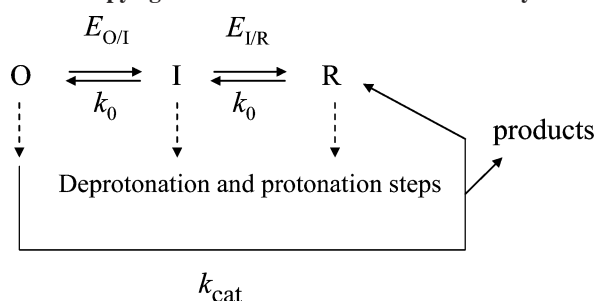 E_O/I E_I/R
O I R
k_0 k_0
products
Deprotonation and protonation steps
k_cat